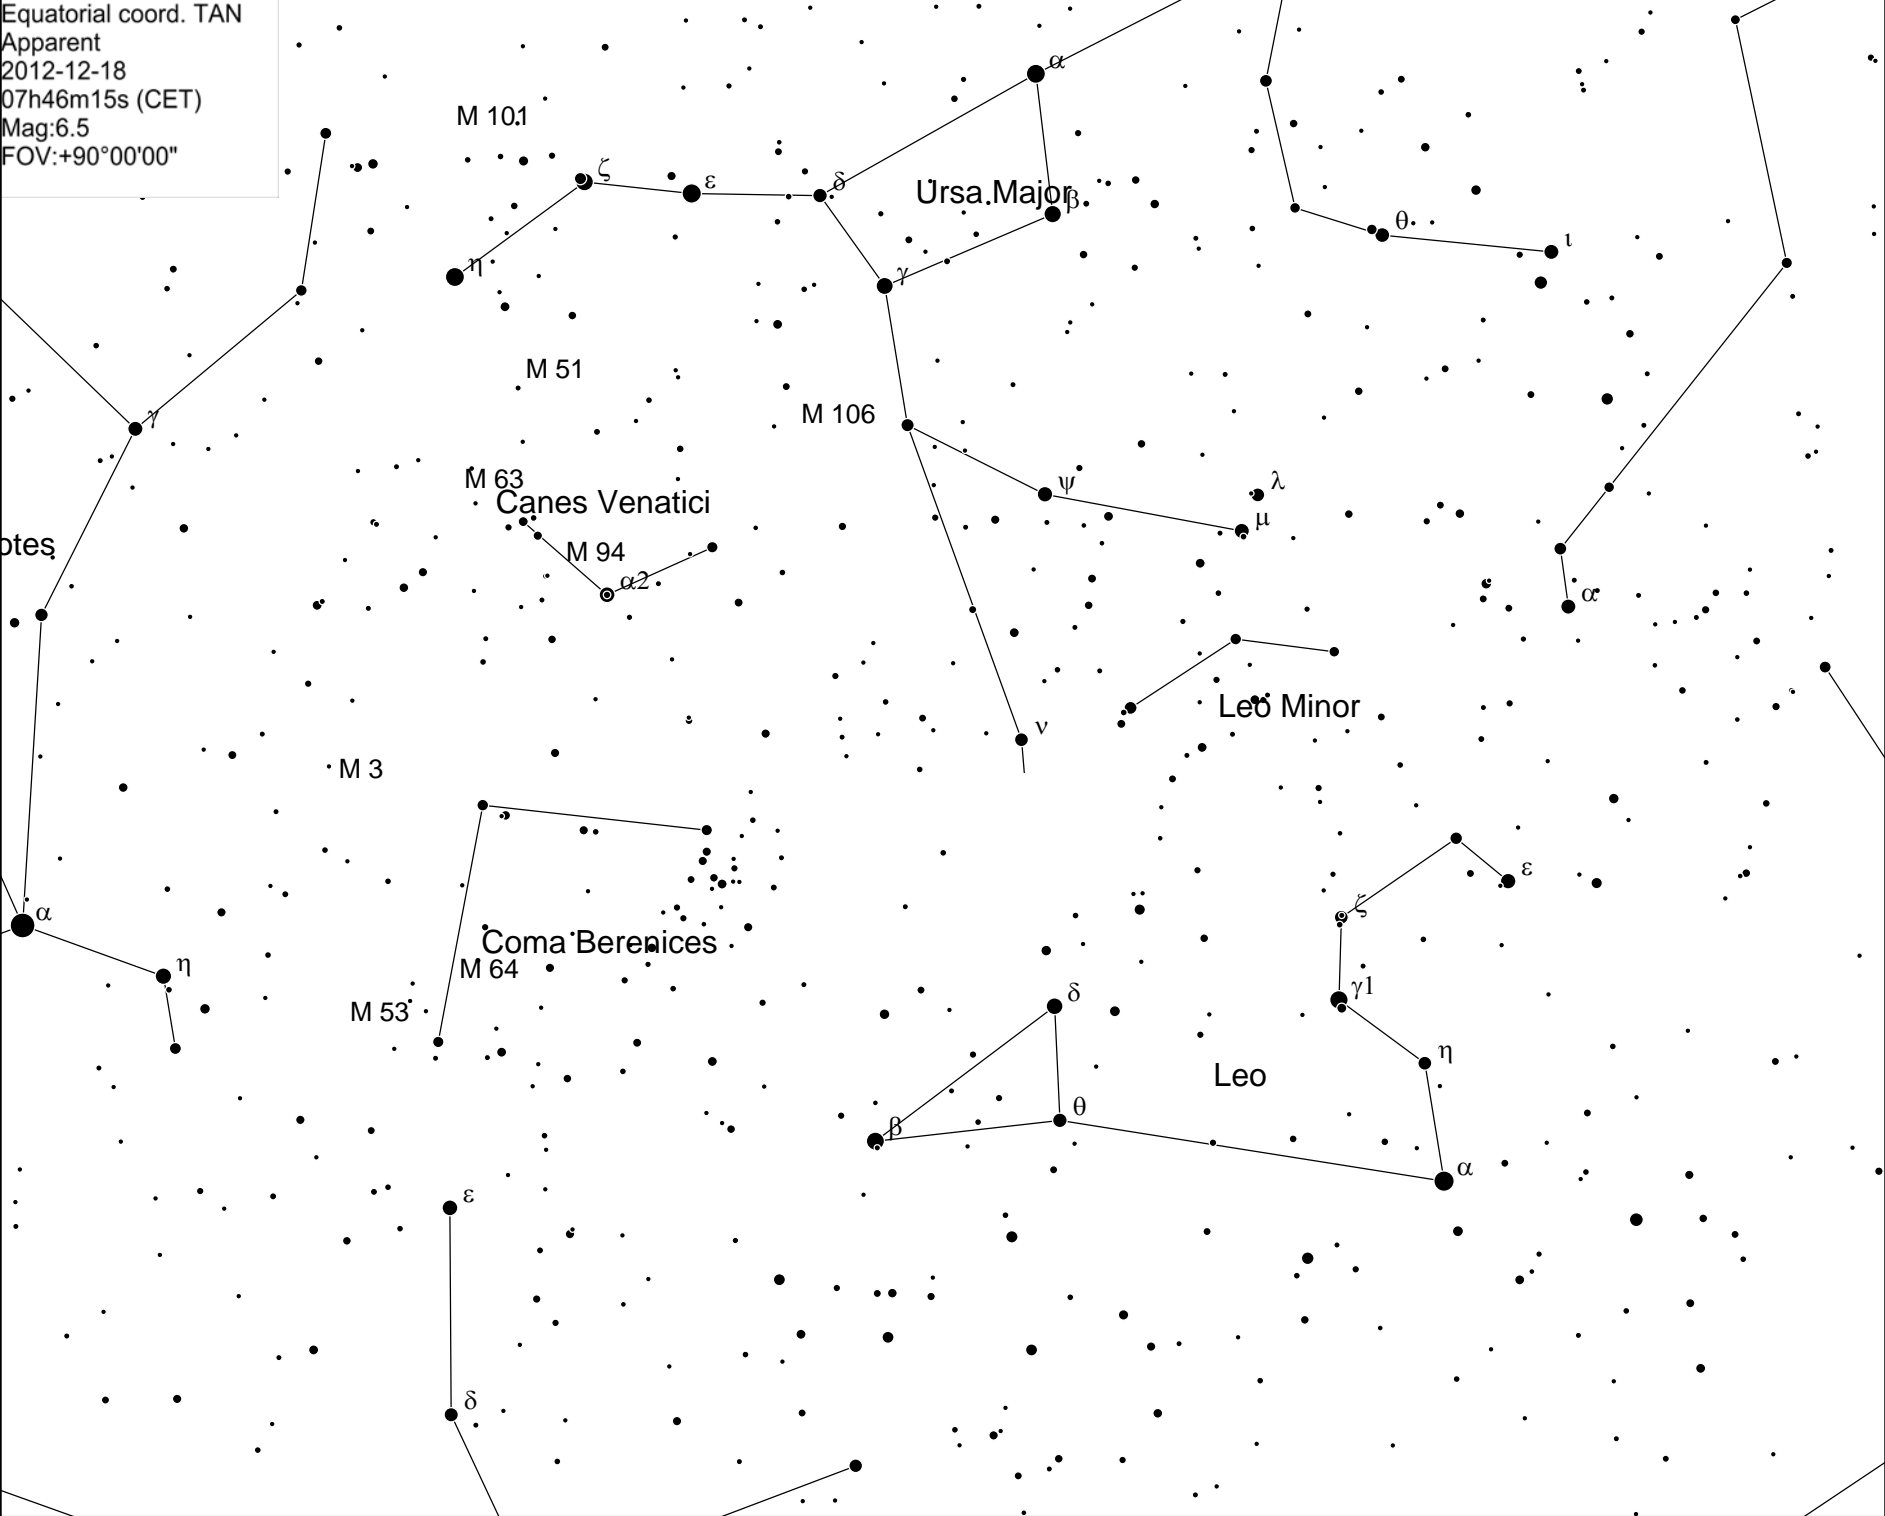 Equatorial coord. TAN
Apparent
2012-12-18
07h46m15s (CET)
Mag:6.5
FOV:+90°00'00"
α
M 101
ζ
ε
δ
Ursa Major
β
θ
ι
η
γ
M 51
M 106
γ
M 63
Canes Venatici
ψ
λ
μ
otes
M 94
α2
α
Leo Minor
ν
M 3
ε
ζ
α
Coma Berenices
M 64
η
M 53
δ
γ1
η
Leo
θ
β
α
ε
δ